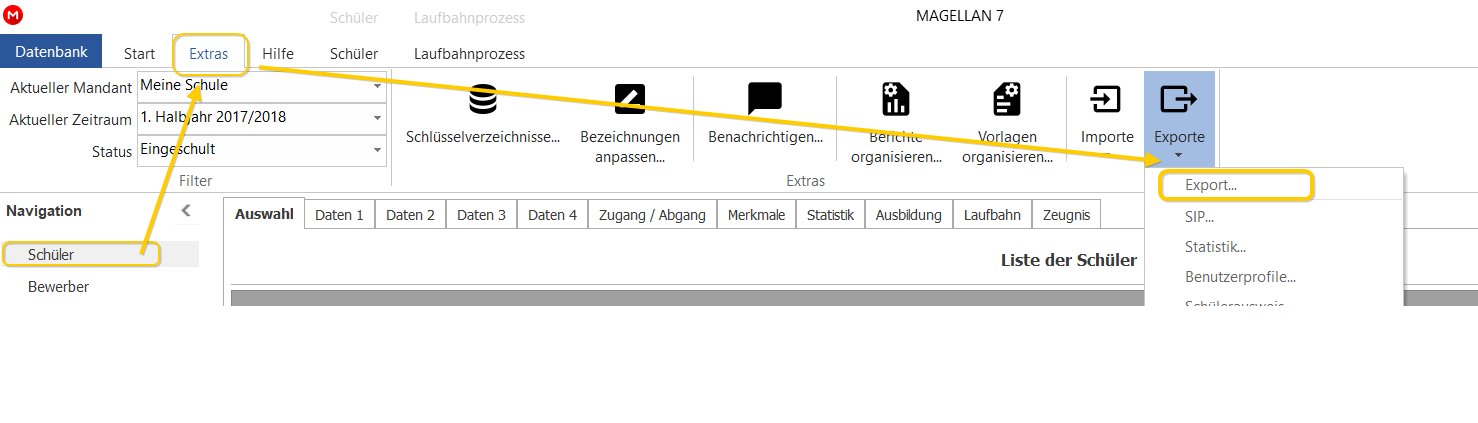 M
Schüler Laufbahnprozess
MAGELLAN 7
Datenbank Start Extras Hilfe Schüler Laufbahnprozess
Aktueller Mandant Meine Schule
Aktueller Zeitraum 1. Halbjahr 2017/2018
Status Eingeschult
Filter
Schlüsselverzeichnisse...
Bezeichnungen
anpassen...
Benachrichtigen...
Berichte
organisieren...
Vorlagen
organisieren...
Importe
Exporte
Extras
Export...
SIP...
Statistik...
Benutzerprofile...
Schülerausweis
Navigation
Schüler
Bewerber
Auswahl Daten 1 Daten 2 Daten 3 Daten 4 Zugang / Abgang Merkmale Statistik Ausbildung Laufbahn Zeugnis
Liste der Schüler